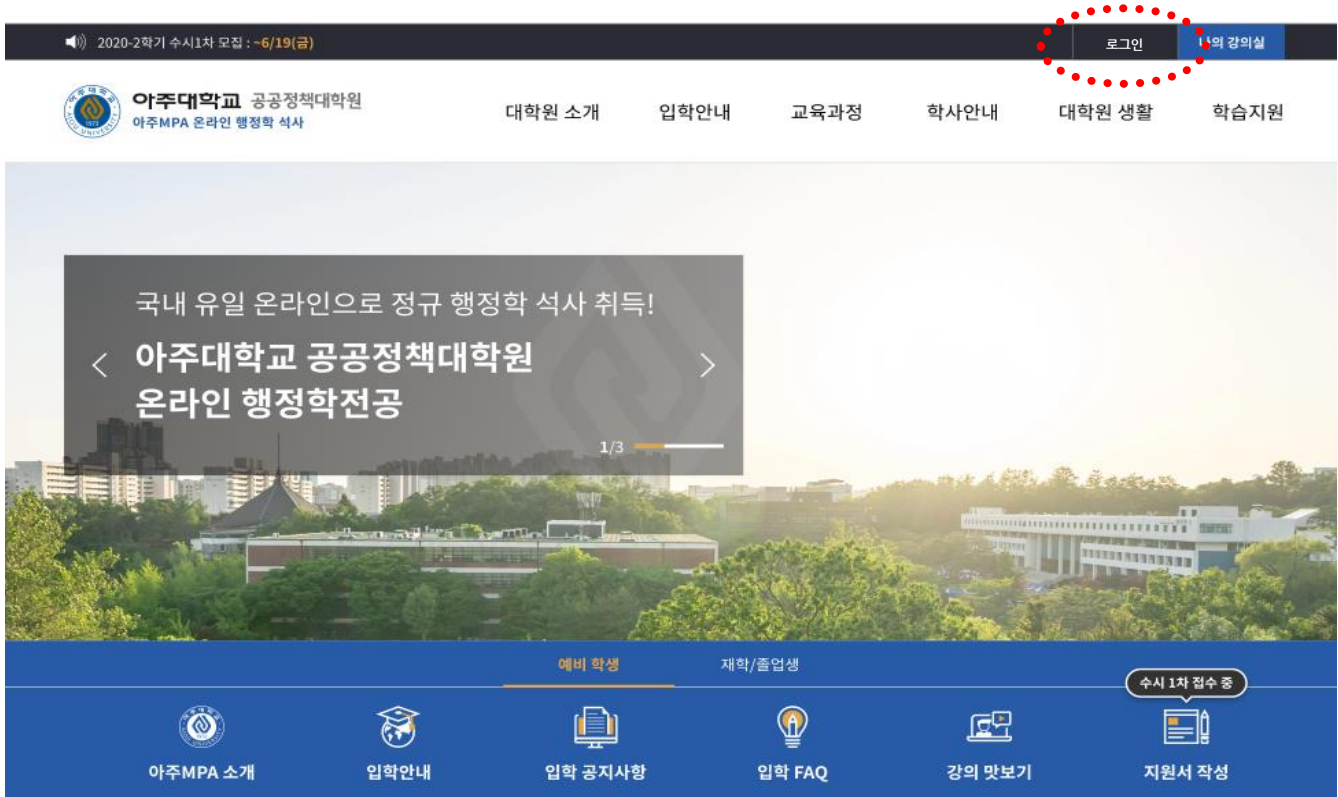 2020-2학기 수시1차 모집 : ~6/19(금)
로그인
나의 강의실
아주대학교 공공정책대학원
아주MPA 온라인 행정학 석사
대학원 소개
입학안내
교육과정
학사안내
대학원 생활
학습지원
국내 유일 온라인으로 정규 행정학 석사 취득!
아주대학교 공공정책대학원
온라인 행정학전공
1/3
예비 학생
재학/졸업생
수시 1차 접수 중
아주MPA 소개
입학안내
입학 공지사항
입학 FAQ
강의 맛보기
지원서 작성